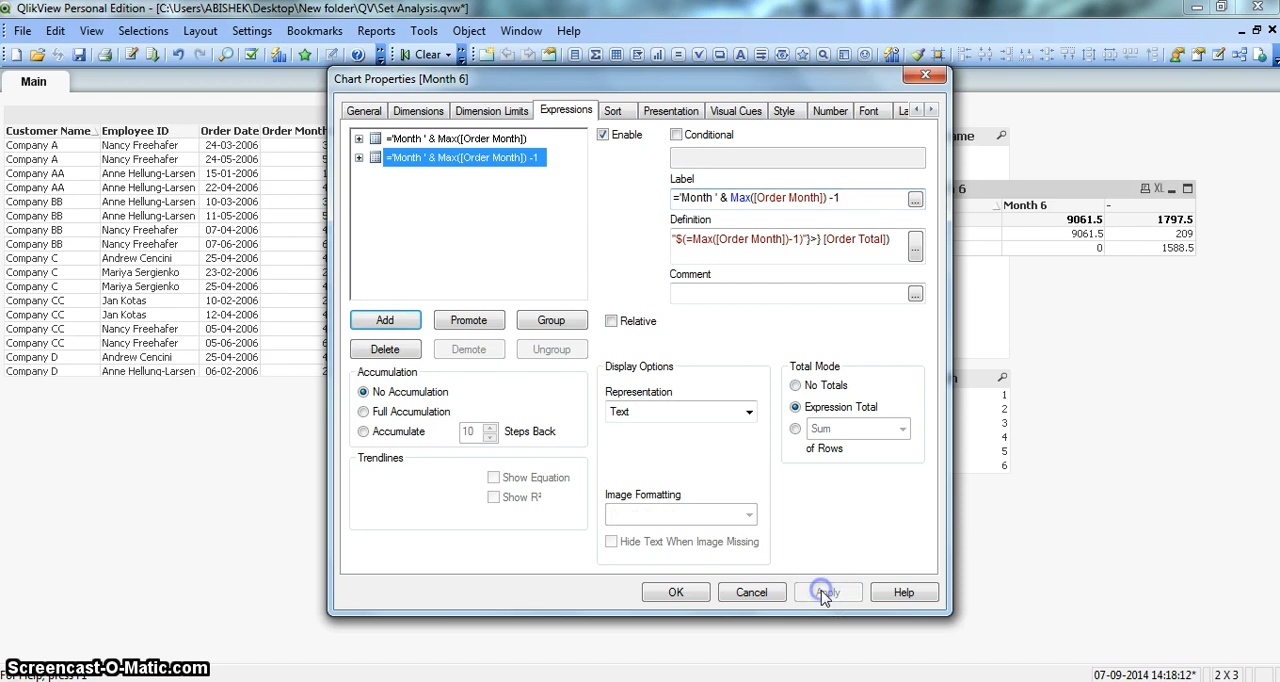 QlikView Personal Edition - [C:\Users\ABISHEK\Desktop\New folder\QV\Set Analysis.qvw*]
File Edit View Selections Layout Settings Bookmarks Reports Tools Object Window Help
Clear
Main
Customer Name Employee ID Order Date Order Month
Company A Nancy Freehafer 24-03-2006
Company A Nancy Freehafer 24-05-2006
Company AA Anne Hellung-Larsen 15-01-2006
Company AA Anne Hellung-Larsen 22-04-2006
Company BB Anne Hellung-Larsen 10-03-2006
Company BB Anne Hellung-Larsen 11-05-2006
Company BB Nancy Freehafer 07-04-2006
Company BB Nancy Freehafer 07-06-2006
Company C Andrew Cencini 22-03-2006
Company C Mariya Sergienko 23-02-2006
Company C Mariya Sergienko 25-04-2006
Company CC Jan Kotas 10-02-2006
Company CC Jan Kotas 12-04-2006
Company CC Nancy Freehafer 05-04-2006
Company CC Nancy Freehafer 05-06-2006
Company D Andrew Cencini 25-04-2006
Company D Anne Hellung-Larsen 06-02-2006
Chart Properties [Month 6]
General Dimensions Dimension Limits Expressions Sort Presentation Visual Cues Style Number Font
='Month ' & Max([Order Month])
='Month ' & Max([Order Month]) -1
Enable
Conditional
Label
='Month ' & Max([Order Month]) -1
Definition
"$(=Max([Order Month])-1)"}>} [Order Total])
Comment
Add Promote Group
Delete Demote Ungroup
Relative
Accumulation
No Accumulation
Full Accumulation
Accumulate 10 Steps Back
Trendlines
Show Equation
Show R²
Display Options
Representation
Text
Image Formatting
Hide Text When Image Missing
Total Mode
No Totals
Expression Total
Sum
of Rows
OK Cancel Apply Help
6 XL
Month 6 -
9061.5 1797.5
9061.5 209
0 1588.5
1
2
3
4
5
6
Screencast-O-Matic.com
07-09-2014 14:18:12* 2 X 3